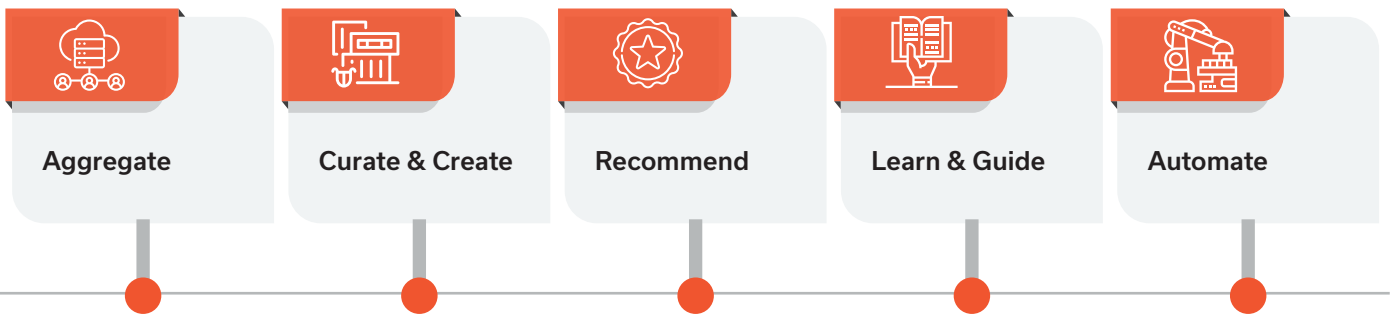 Aggregate
Curate & Create
Recommend
Learn & Guide
Automate